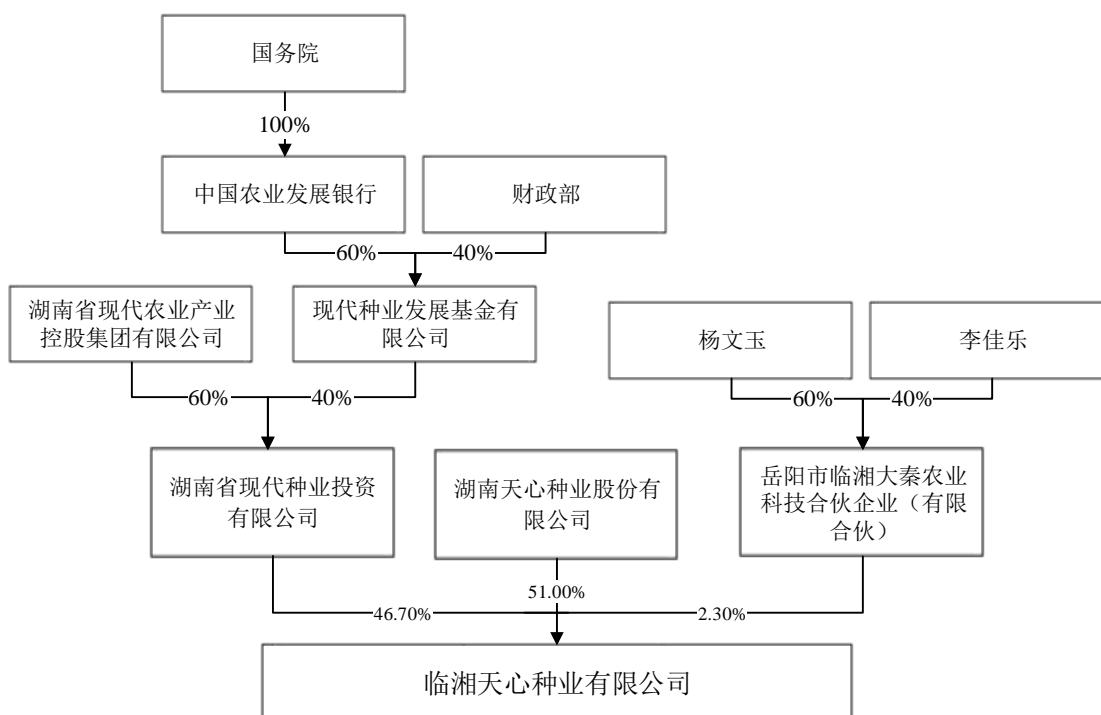 国务院
100%
中国农业发展银行
财政部
60%
40%
湖南省现代农业产业
控股集团有限公司
现代种业发展基金有
限公司
杨文玉
李佳乐
60%
40%
60%
40%
湖南省现代种业投资
有限公司
湖南天心种业股份有
限公司
岳阳市临湘大秦农业
科技合伙企业（有限
合伙）
51.00%
46.70%
2.30%
临湘天心种业有限公司